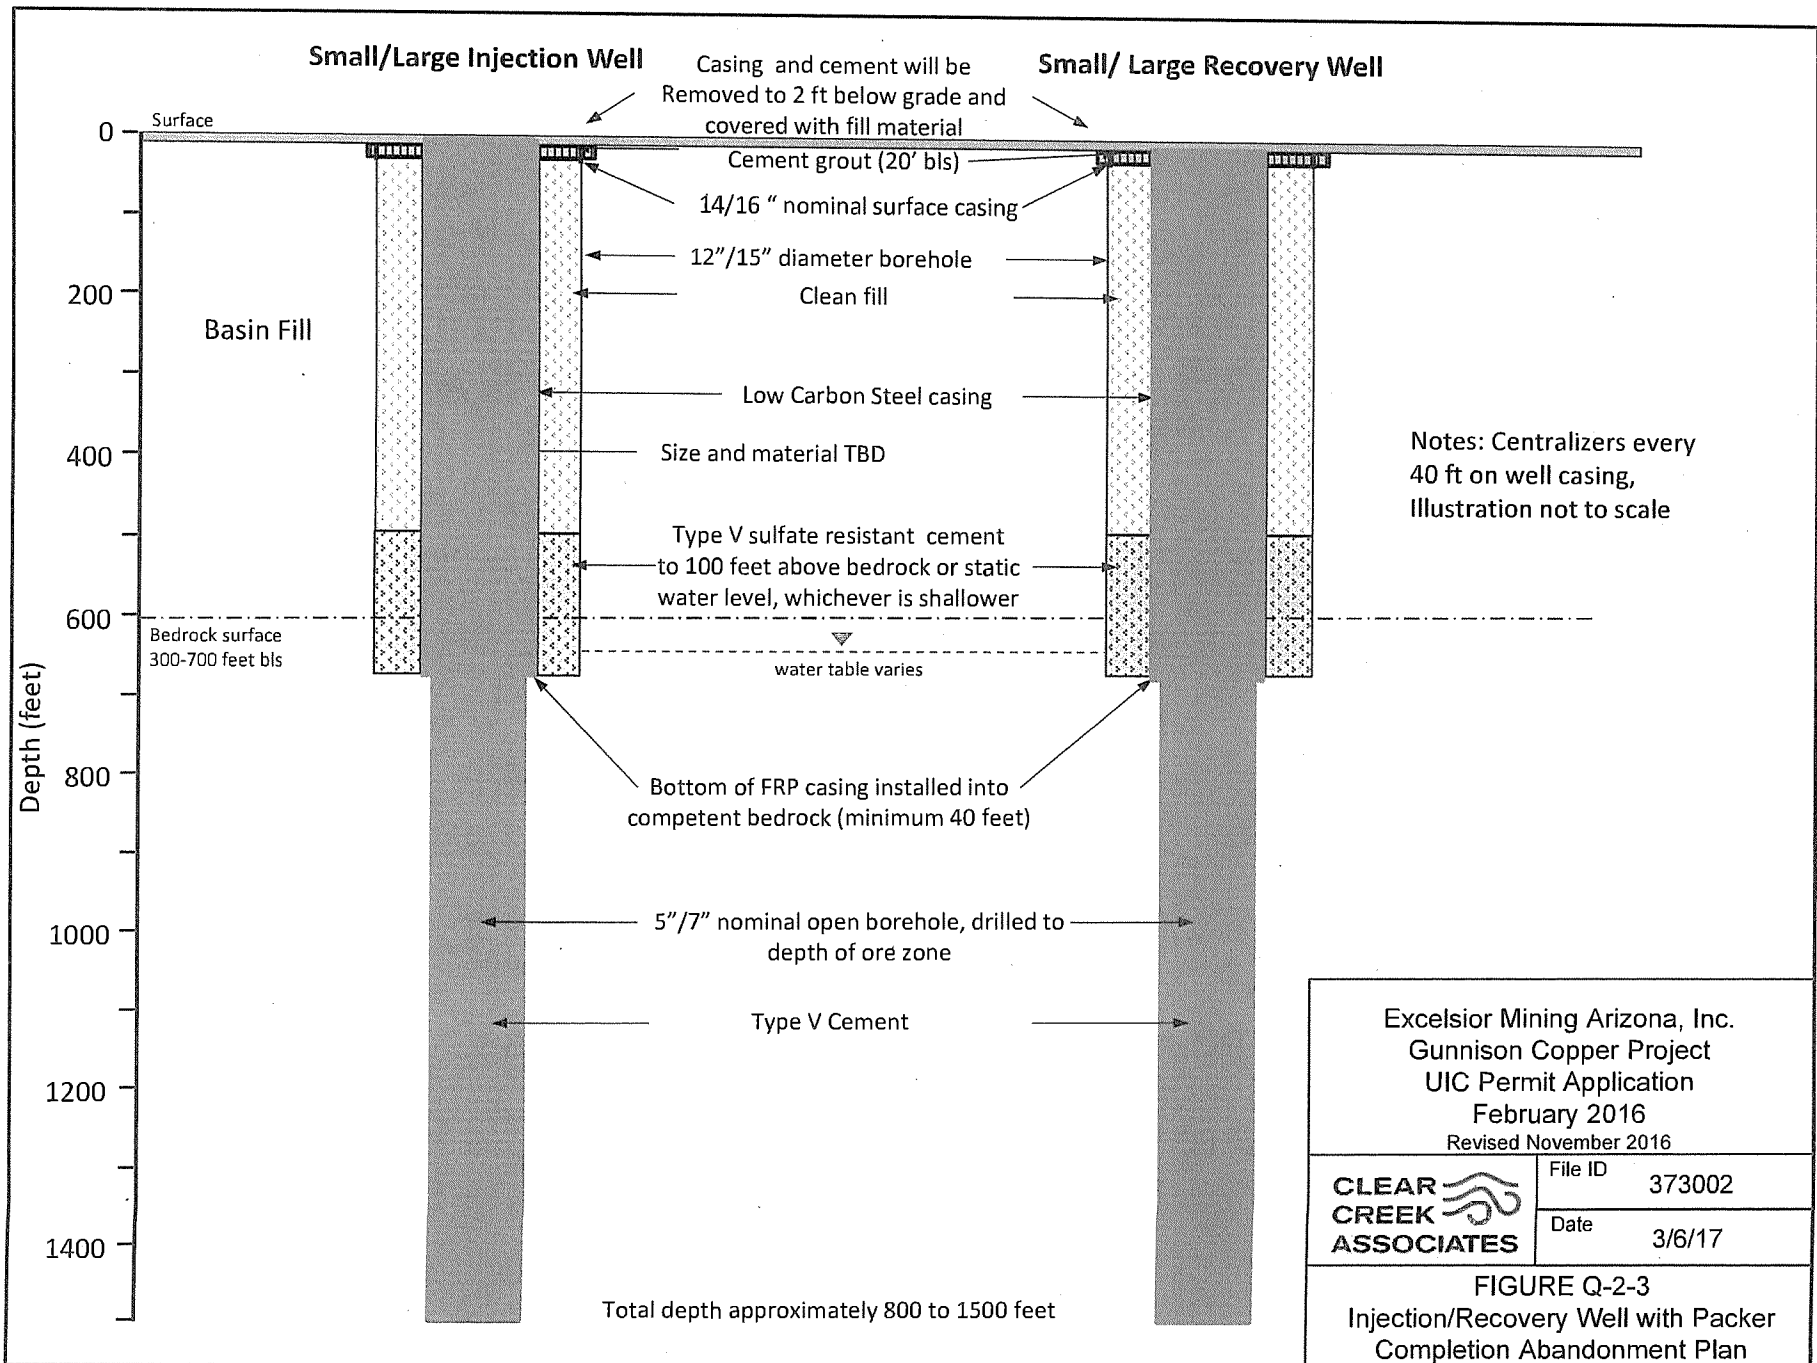 Small/Large Injection Well
Casing and cement will be
Removed to 2 ft below grade and
covered with fill material
Small/ Large Recovery Well
Surface
Cement grout (20' bls)
14/16 “ nominal surface casing
12”/15” diameter borehole
Clean fill
Basin Fill
Low Carbon Steel casing
Size and material TBD
Notes: Centralizers every
40 ft on well casing,
Illustration not to scale
Type V sulfate resistant cement
to 100 feet above bedrock or static
water level, whichever is shallower
Bedrock surface
300-700 feet bls
water table varies
Bottom of FRP casing installed into
competent bedrock (minimum 40 feet)
5”/7” nominal open borehole, drilled to
depth of ore zone
Type V Cement
Total depth approximately 800 to 1500 feet
Depth (feet)
0
200
400
600
800
1000
1200
1400
Excelsior Mining Arizona, Inc.
Gunnison Copper Project
UIC Permit Application
February 2016
Revised November 2016
CLEAR
CREEK
ASSOCIATES
File ID
373002
Date
3/6/17
FIGURE Q-2-3
Injection/Recovery Well with Packer
Completion Abandonment Plan